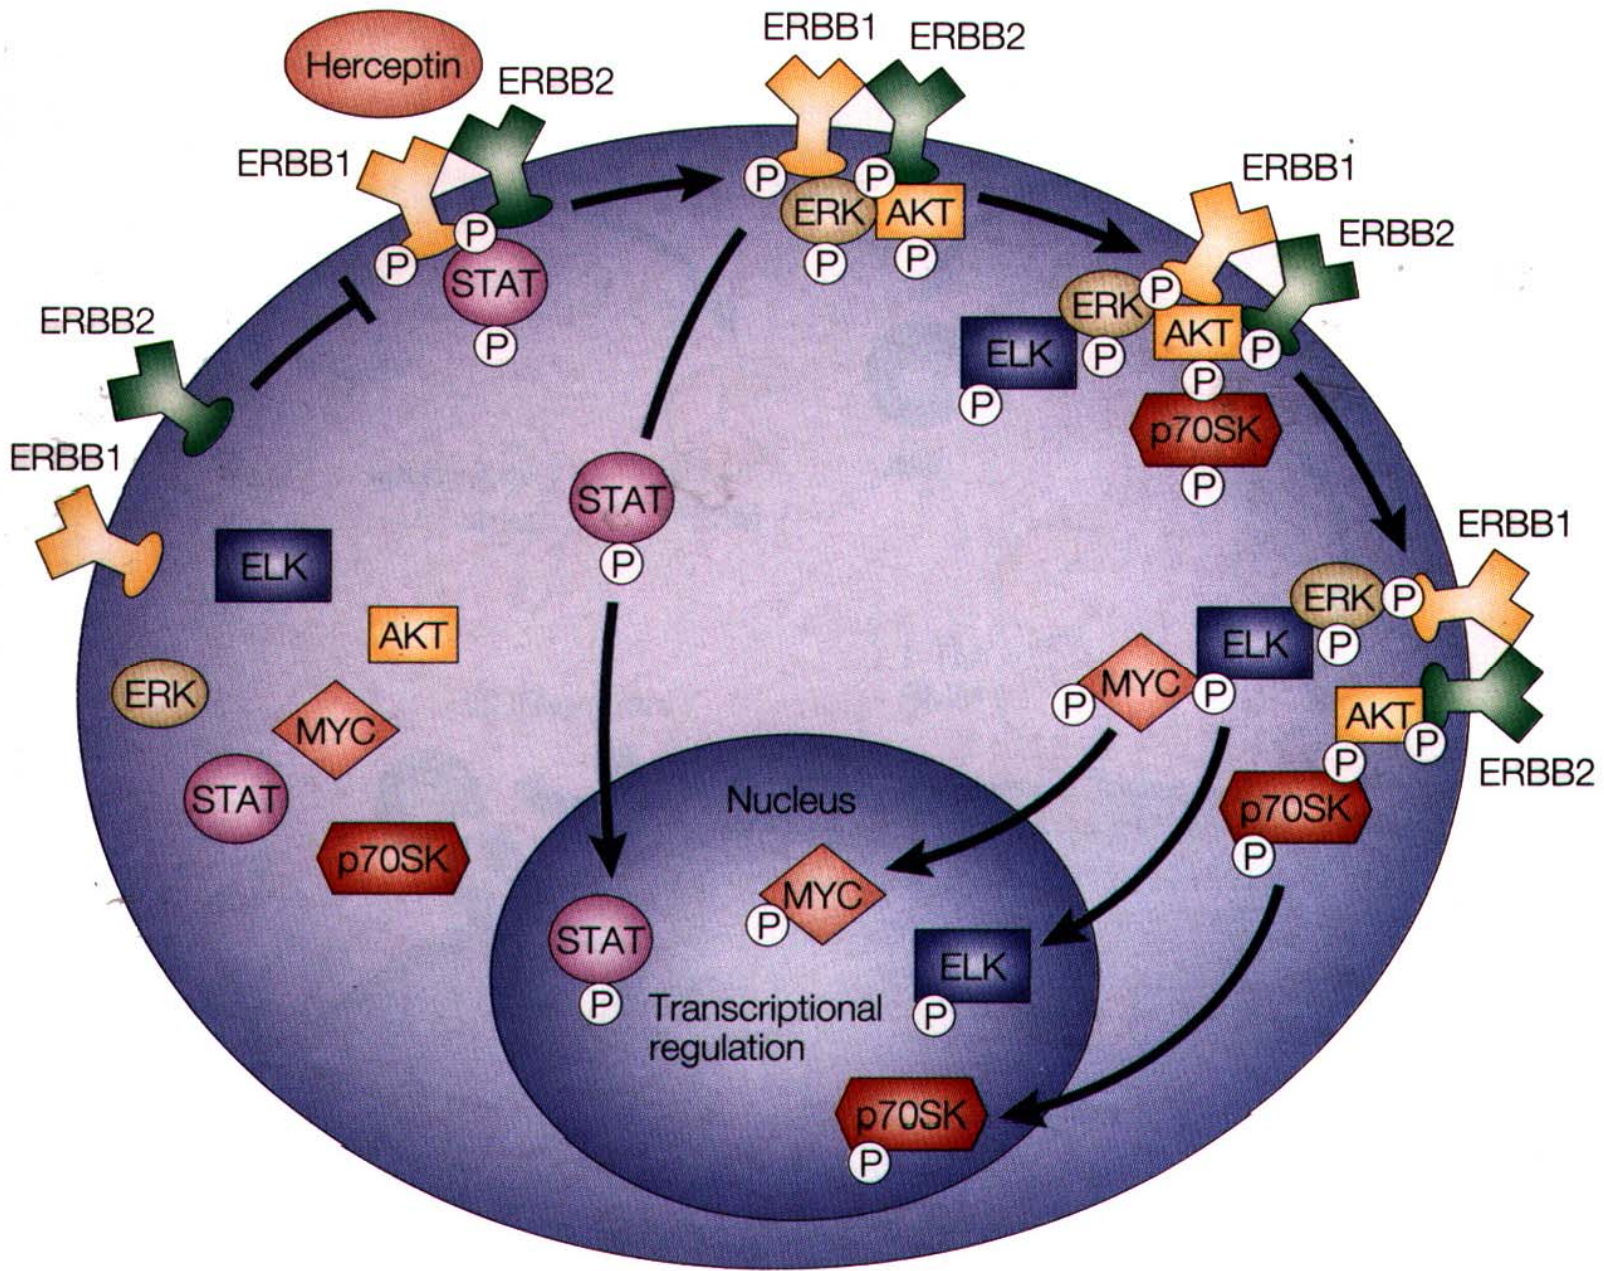 ERBB1
ERBB2
Herceptin
ERBB2
ERBB1
P
P
STAT
P
P
P
ERK
AKT
P
P
ERBB1
ERBB2
ERK
P
AKT
P
ELK
P
P
P
p70SK
P
ERBB2
ERBB1
STAT
P
ELK
AKT
ERK
MYC
STAT
p70SK
ERBB1
ERK
P
ELK
P
MYC
P
P
AKT
P
P
p70SK
P
ERBB2
Nucleus
MYC
P
STAT
P
ELK
P
Transcriptional
regulation
p70SK
P